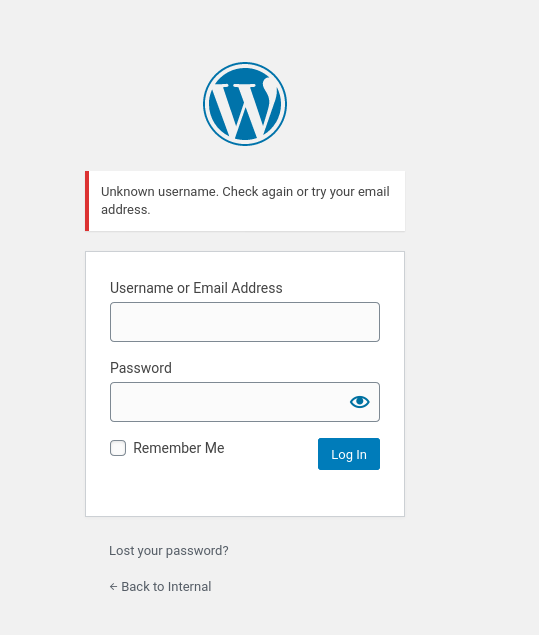 Unknown username. Check again or try your email
address.
Username or Email Address
Password
Remember Me
Log In
Lost your password?
← Back to Internal